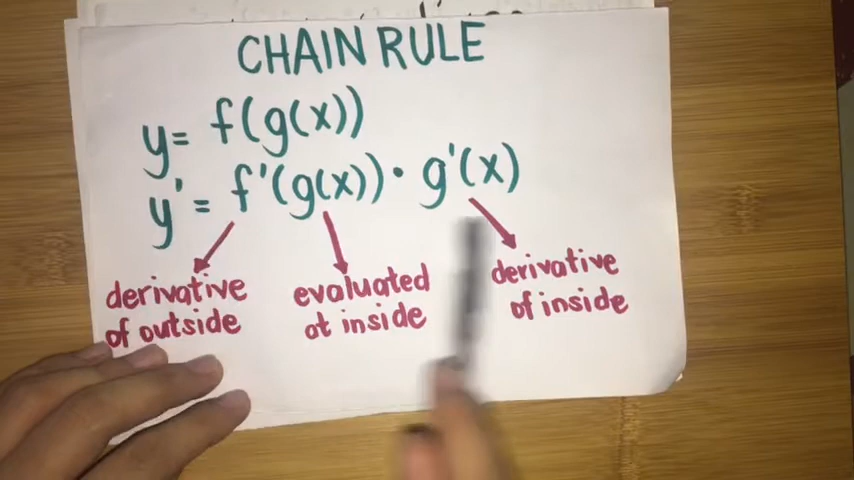 CHAIN RULE
y= f(g(x))
y' = f'(g(x)) · g'(x)
derivative of outside
evaluated at inside
derivative of inside